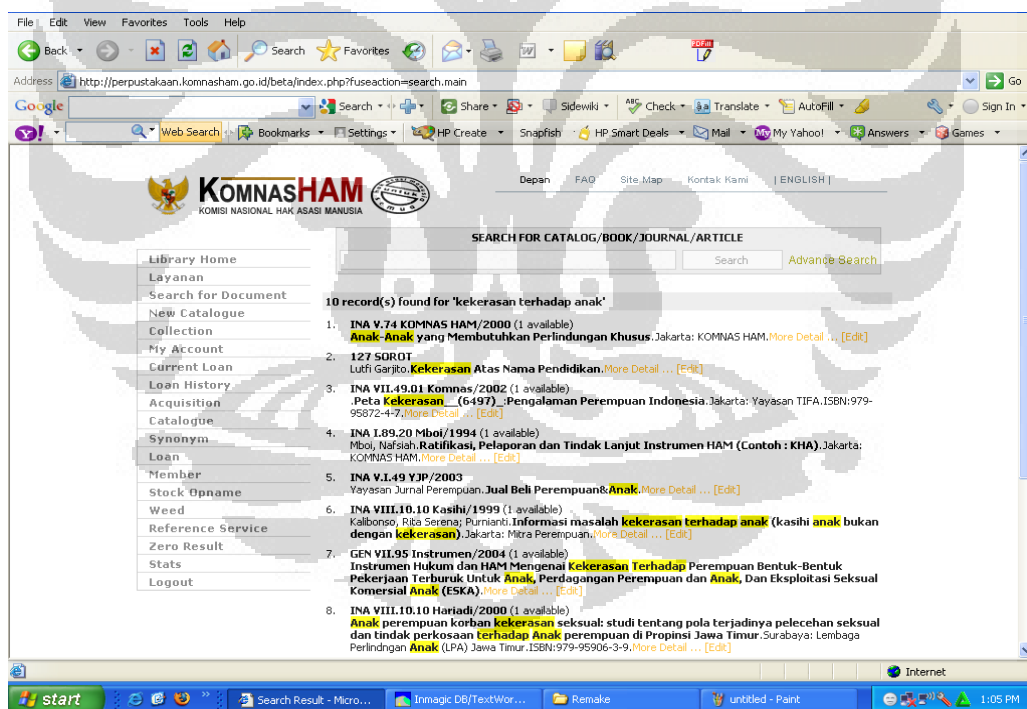 File Edit View Favorites Tools Help
Back Search Favorites
Address http://perpustakaan.komnasham.go.id/beta/index.php?fuseaction=search.main Go
Google Search Share Sidewiki Check Translate AutoFill Sign In
Web Search Bookmarks Settings HP Create Snapfish HP Smart Deals Mail My Yahoo! Answers Games
KOMNASHAM untuk semua
KOMISI NASIONAL HAK ASASI MANUSIA
Depan FAQ Site Map Kontak Kami | ENGLISH |
SEARCH FOR CATALOG/BOOK/JOURNAL/ARTICLE
Search Advance Search
Library Home
Layanan
Search for Document
New Catalogue
Collection
My Account
Current Loan
Loan History
Acquisition
Catalogue
Synonym
Loan
Member
Stock Opname
Weed
Reference Service
Zero Result
Stats
Logout
10 record(s) found for 'kekerasan terhadap anak'
1. INA V.74 KOMNAS HAM/2000 (1 available)
Anak-Anak yang Membutuhkan Perlindungan Khusus.Jakarta: KOMNAS HAM.More Detail ... [Edit]
2. 127 SOROT
Lutfi Garjito.Kekerasan Atas Nama Pendidikan.More Detail ... [Edit]
3. INA VII.49.01 Komnas/2002 (1 available)
.Peta Kekerasan__(6497)_:Pengalaman Perempuan Indonesia.Jakarta: Yayasan TIFA.ISBN:979-
95872-4-7.More Detail ... [Edit]
4. INA I.89.20 Mboi/1994 (1 available)
Mboi, Nafsiah.Ratifikasi, Pelaporan dan Tindak Lanjut Instrumen HAM (Contoh : KHA).Jakarta:
KOMNAS HAM.More Detail ... [Edit]
5. INA V.I.49 YJP/2003
Yayasan Jurnal Perempuan.Jual Beli Perempuan&Anak.More Detail ... [Edit]
6. INA VIII.10.10 Kasihi/1999 (1 available)
Kalibonso, Rita Serena; Purnianti.Informasi masalah kekerasan terhadap anak (kasihi anak bukan
dengan kekerasan).Jakarta: Mitra Perempuan.More Detail ... [Edit]
7. GEN VII.95 Instrumen/2004 (1 available)
Instrumen Hukum dan HAM Mengenai Kekerasan Terhadap Perempuan Bentuk-Bentuk
Pekerjaan Terburuk Untuk Anak, Perdagangan Perempuan dan Anak, Dan Eksploitasi Seksual
Komersial Anak (ESKA).More Detail ... [Edit]
8. INA VIII.10.10 Hariadi/2000 (1 available)
Anak perempuan korban kekerasan seksual: studi tentang pola terjadinya pelecehan seksual
dan tindak perkosaan terhadap Anak perempuan di Propinsi Jawa Timur.Surabaya: Lembaga
Perlindngan Anak (LPA) Jawa Timur.ISBN:979-95906-3-9.More Detail ... [Edit]
Internet
start Search Result - Micro... Inmagic DB/TextWor... Remake untitled - Paint 1:05 PM